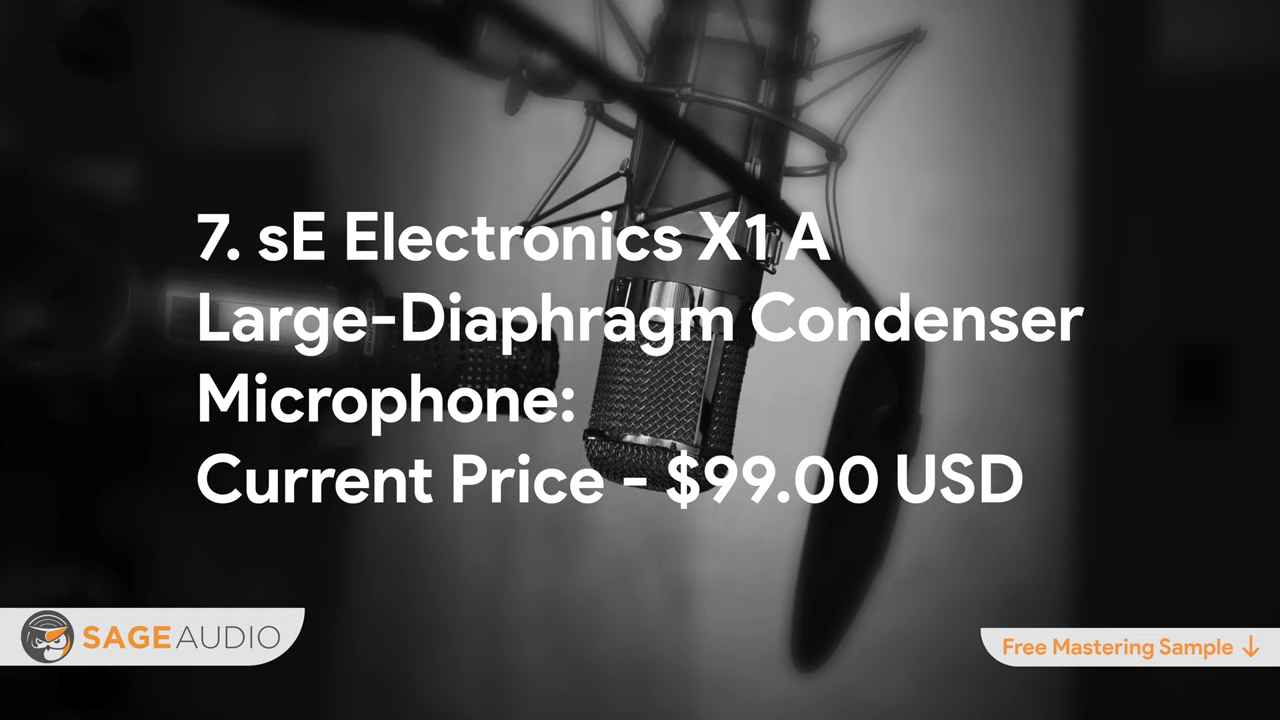 7. sE Electronics X1 A
Large-Diaphragm Condenser
Microphone:
Current Price - $99.00 USD
SAGE AUDIO
Free Mastering Sample ↓